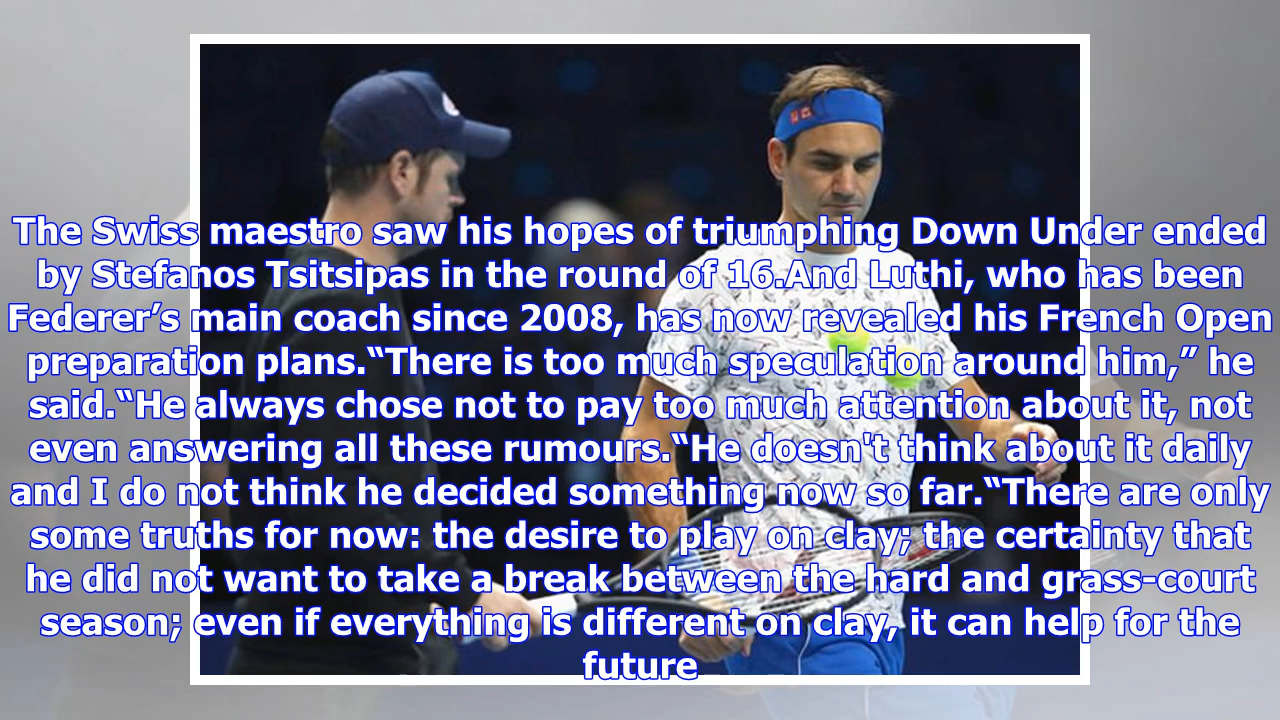 The Swiss maestro saw his hopes of triumphing Down Under ended
by Stefanos Tsitsipas in the round of 16.And Luthi, who has been
Federer’s main coach since 2008, has now revealed his French Open
preparation plans.“There is too much speculation around him,” he
said.“He always chose not to pay too much attention about it, not
even answering all these rumours.“He doesn't think about it daily
and I do not think he decided something now so far.“There are only
some truths for now: the desire to play on clay; the certainty that
he did not want to take a break between the hard and grass-court
season; even if everything is different on clay, it can help for the
future